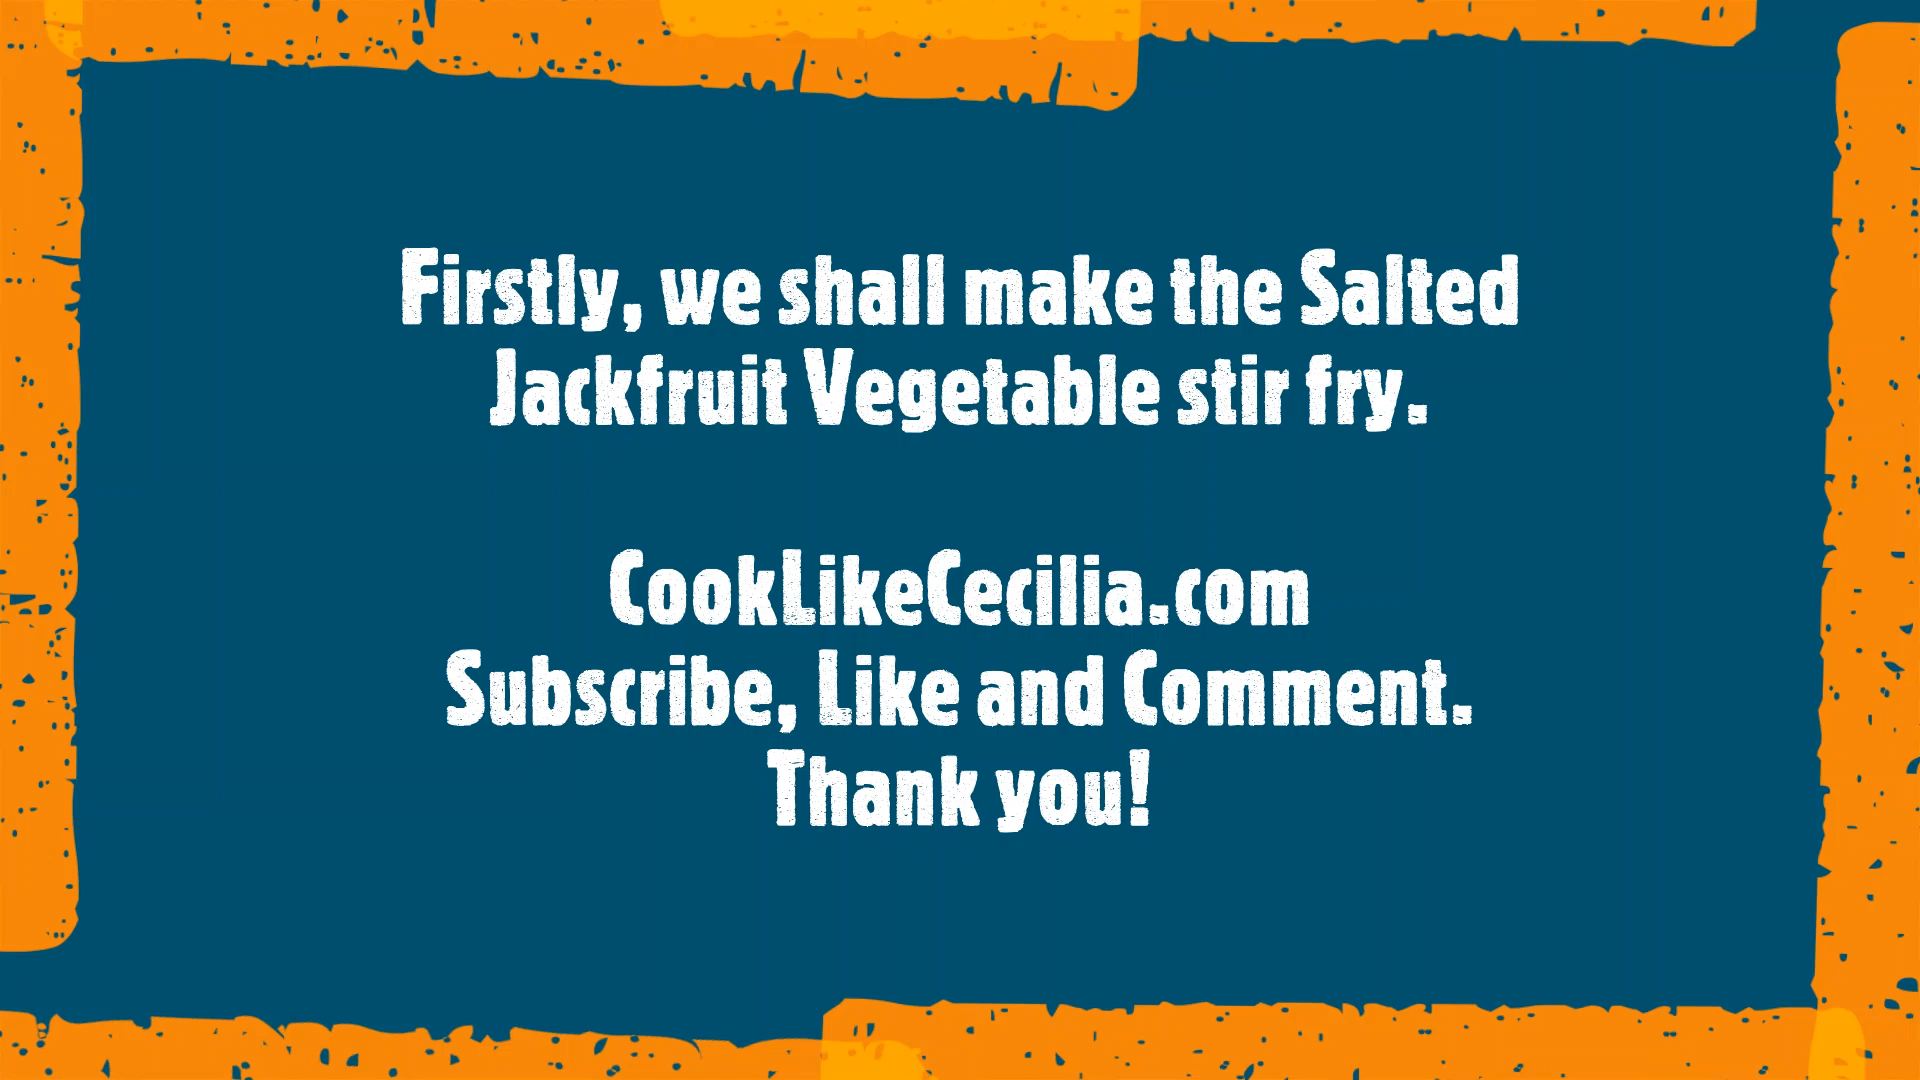 Firstly, we shall make the Salted
Jackfruit Vegetable stir fry.
CookLikeCecilia.com
Subscribe, Like and Comment.
Thank you!